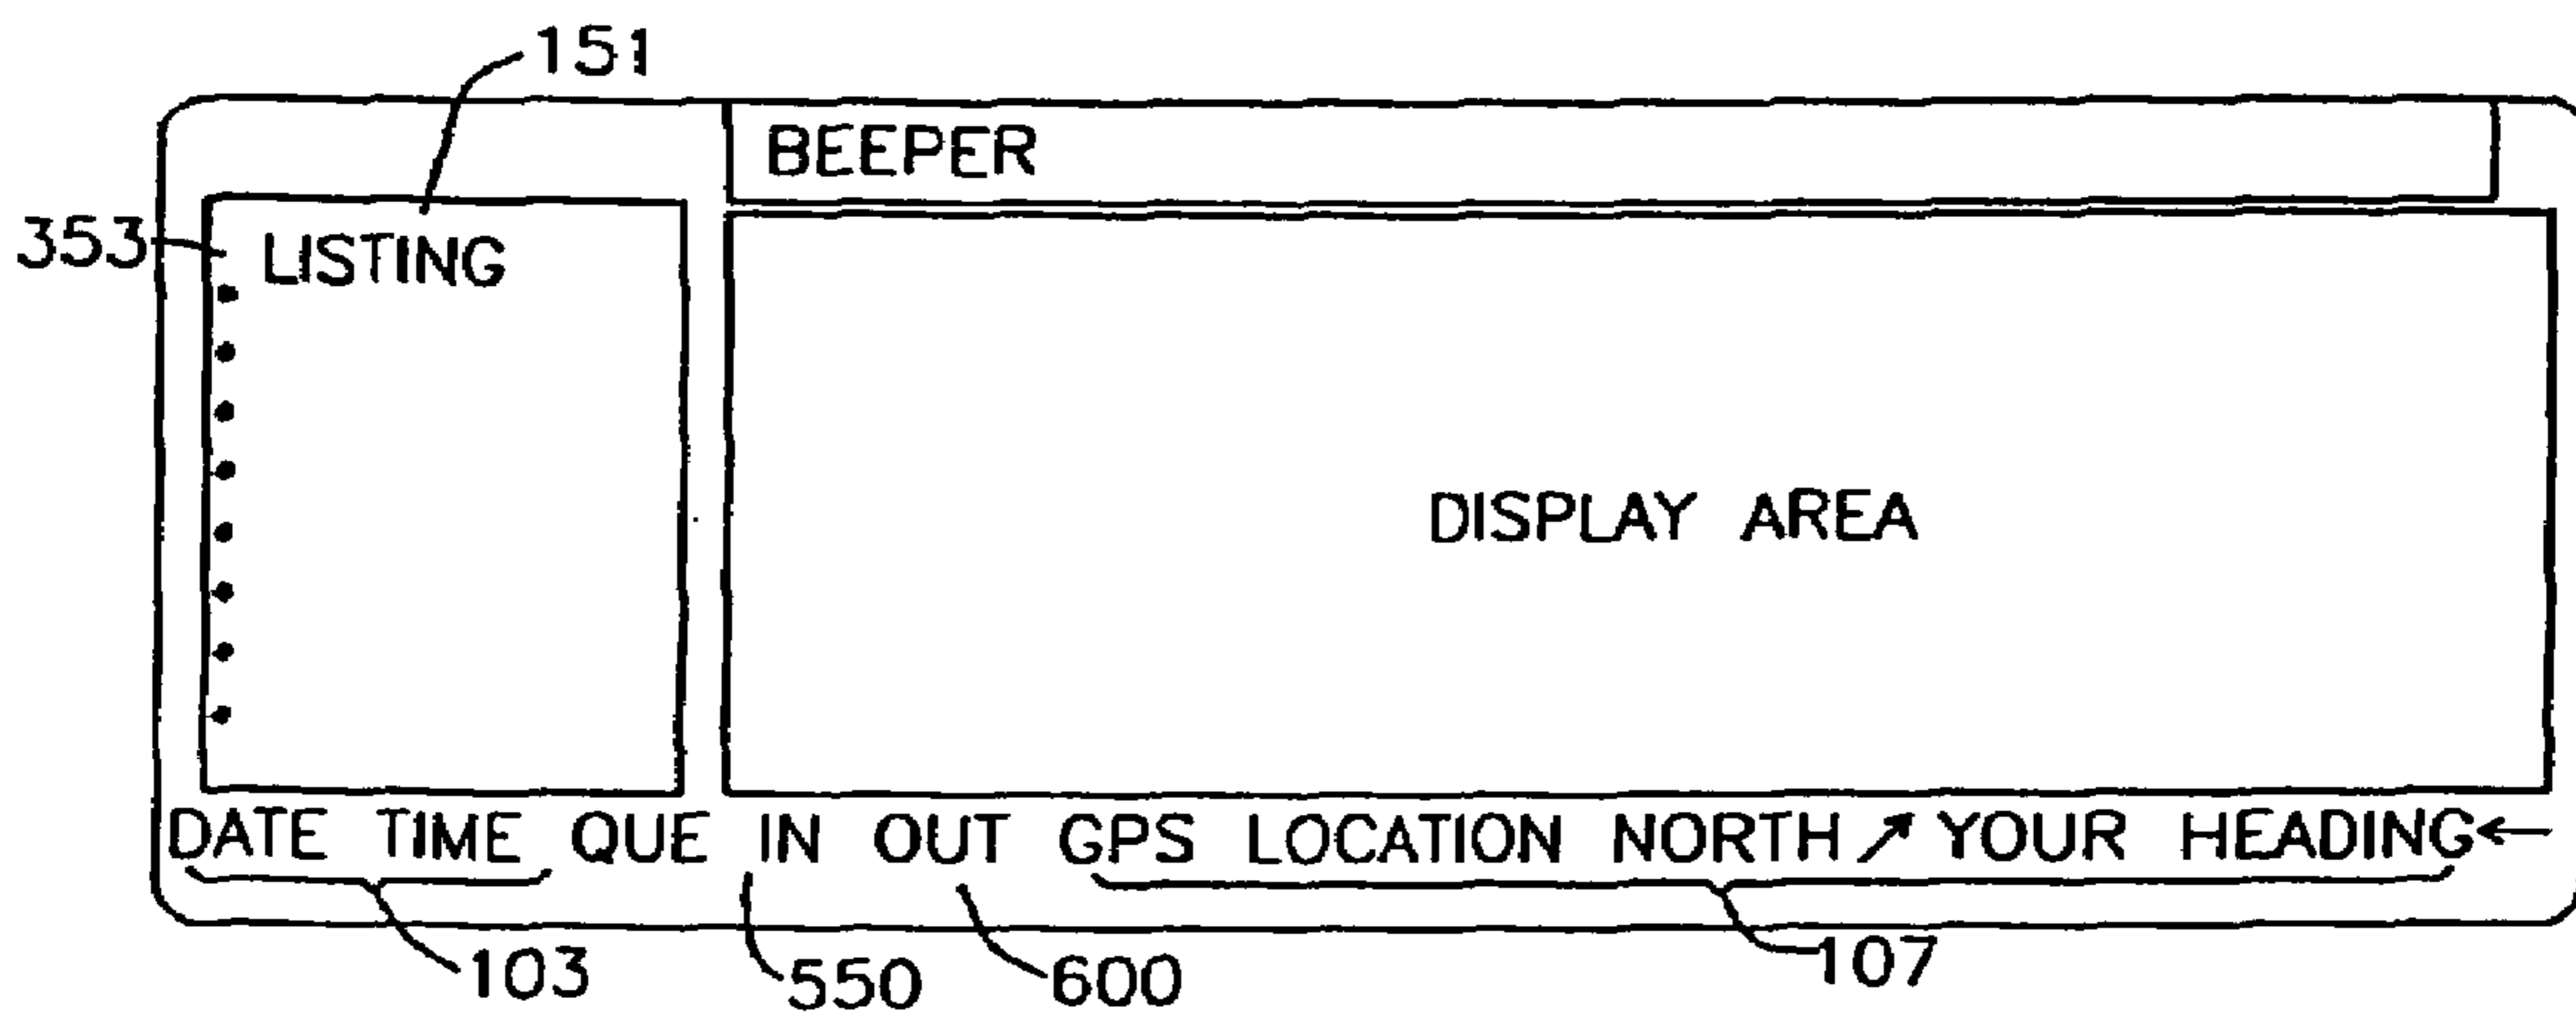 151
BEEPER
353 LISTING
DISPLAY AREA
DATE TIME QUE IN OUT GPS LOCATION NORTH ↗ YOUR HEADING ←
103 550 600 107